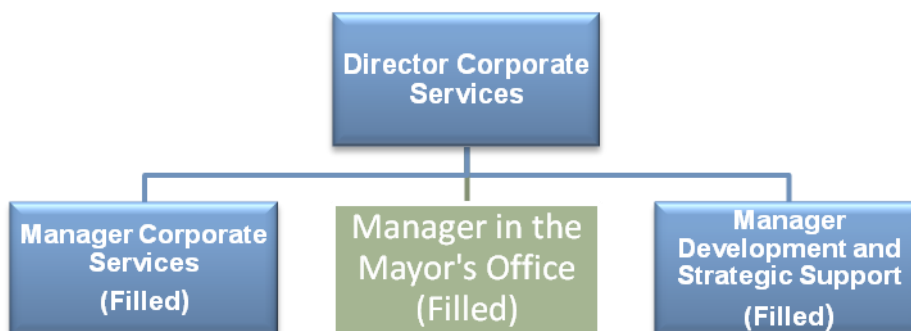 Director Corporate
Services
Manager Corporate
Services
(Filled)
Manager in the
Mayor's Office
(Filled)
Manager
Development and
Strategic Support
(Filled)